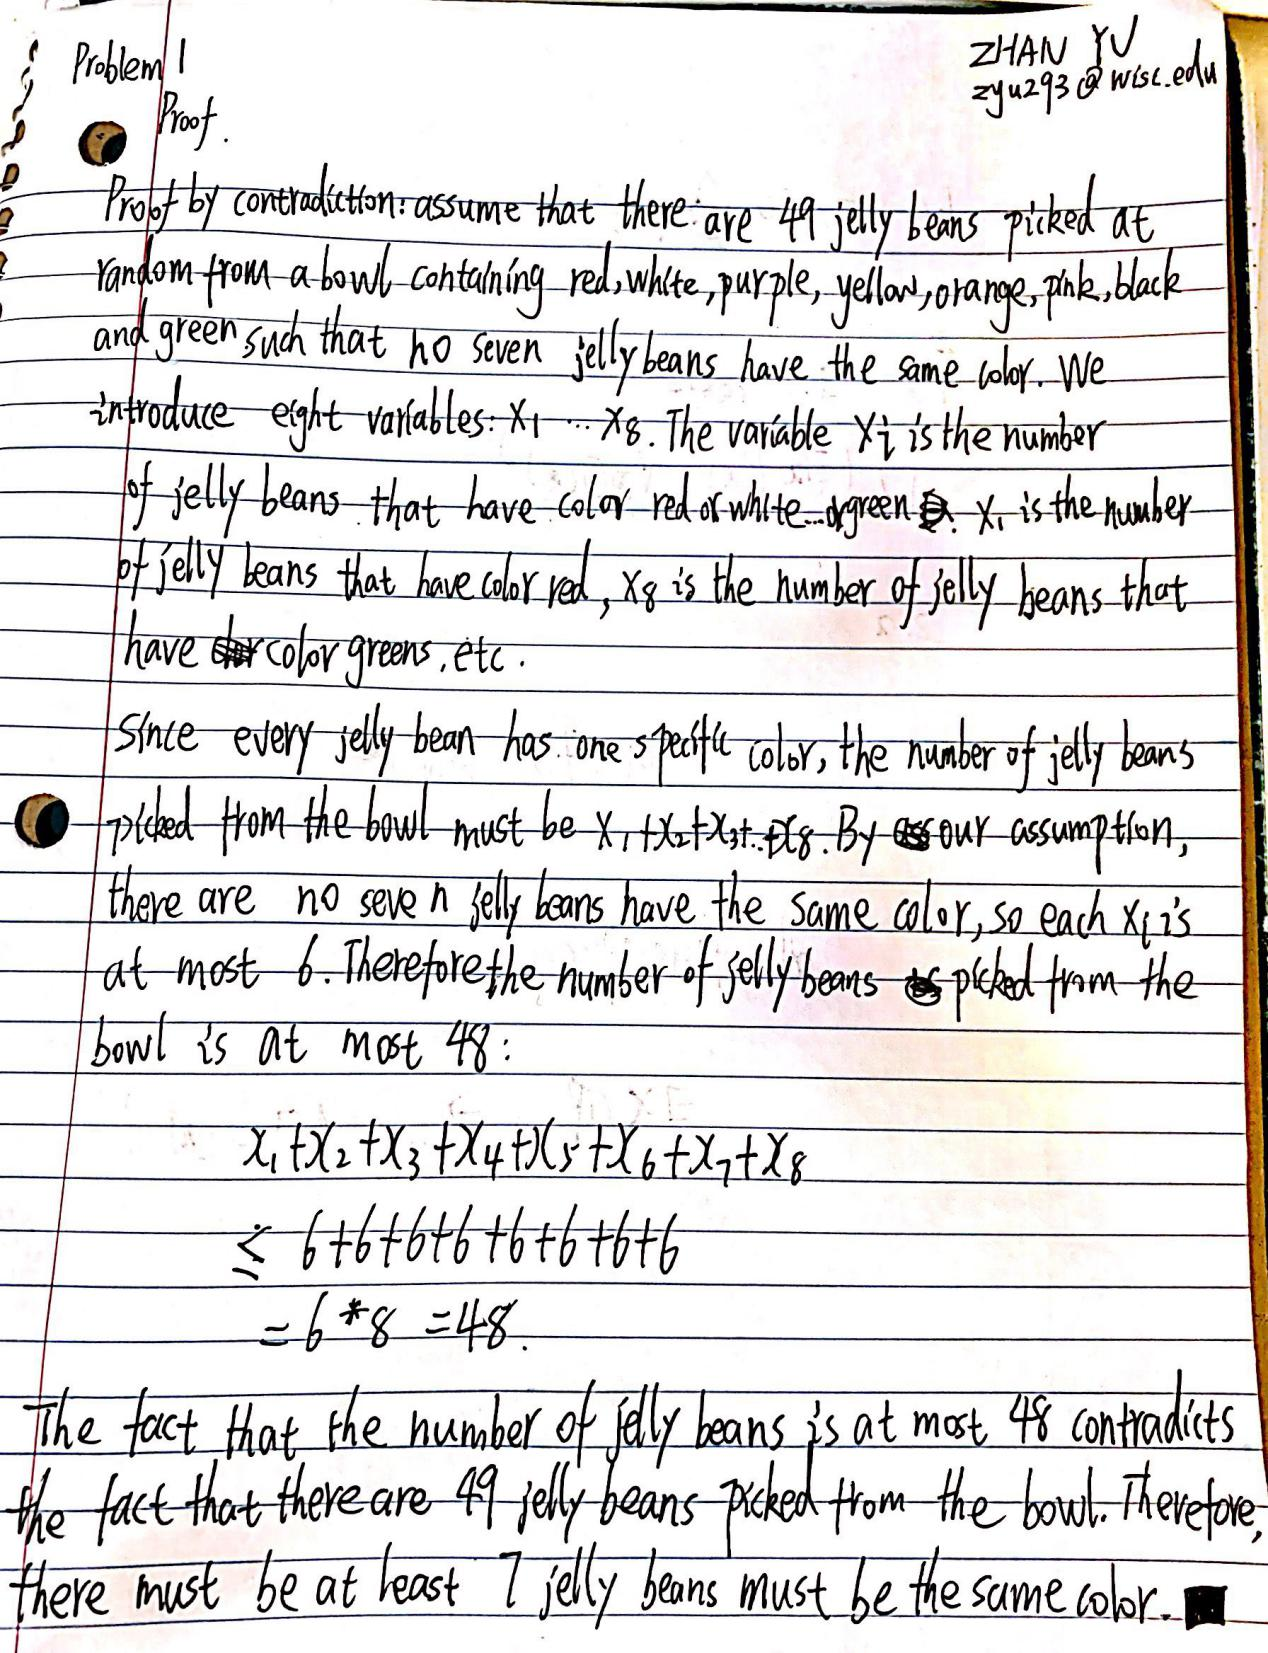 Problem 1
ZHAN YU
zyu293@wisc.edu
Proof.
Proof by contradiction: assume that there are 49 jelly beans picked at
random from a bowl containing red, white, purple, yellow, orange, pink, black
and green such that no seven jelly beans have the same color. We
introduce eight variables: X1 ... X8. The variable Xi is the number
of jelly beans that have color red or white...or green. X1 is the number
of jelly beans that have color red, X8 is the number of jelly beans that
have color greens, etc.
Since every jelly bean has one specific color, the number of jelly beans
picked from the bowl must be X1+X2+X3+...+X8. By our assumption,
there are no seven jelly beans have the same color, so each Xi is
at most 6. Therefore, the number of jelly beans picked from the
bowl is at most 48:
X1+X2+X3+X4+X5+X6+X7+X8
≤ 6+6+6+6+6+6+6+6
=6*8=48.
The fact that the number of jelly beans is at most 48 contradicts
the fact that there are 49 jelly beans picked from the bowl. Therefore,
there must be at least 7 jelly beans must be the same color. ■